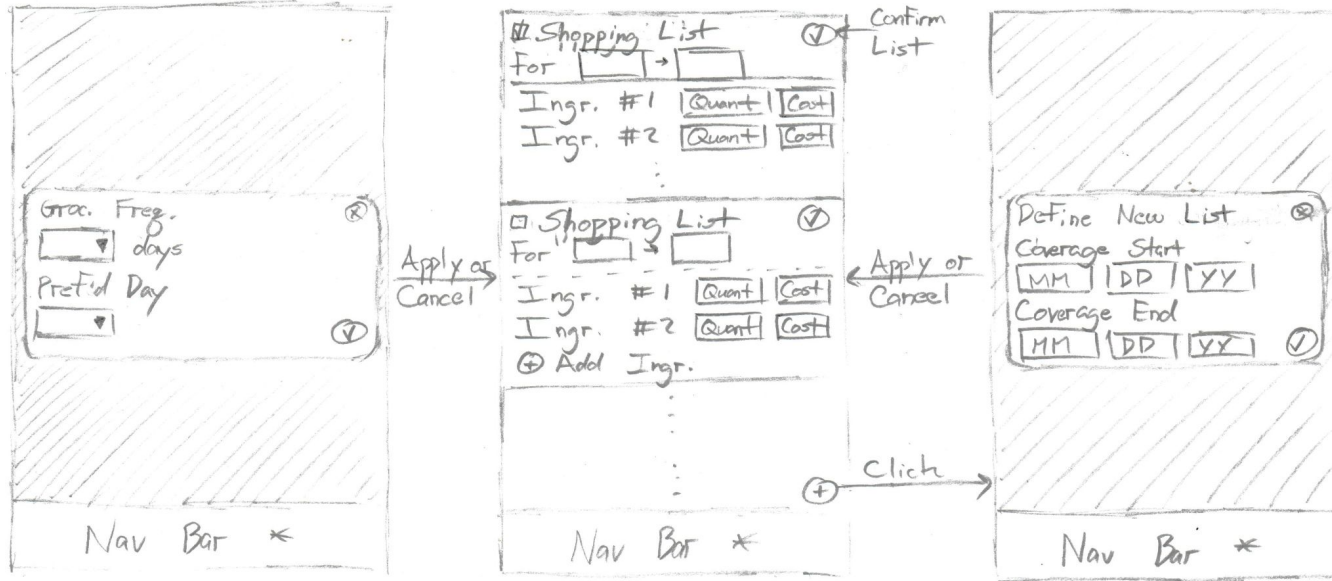 Groc. Freq.
days
Pref'd Day
Nav Bar *
Apply or
Cancel
Shopping List
For →
Ingr. #1 Quant Cost
Ingr. #2 Quant Cost
Shopping List
For →
Ingr. #1 Quant Cost
Ingr. #2 Quant Cost
+ Add Ingr.
+
Nav Bar *
Confirm
List
Apply or
Cancel
Click
Define New List
Coverage Start
MM DD YY
Coverage End
MM DD YY
Nav Bar *